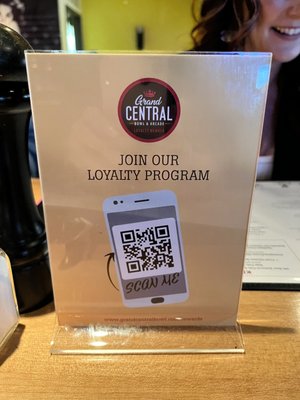 Grand
CENTRAL
BOWL & ARCADE
LOYALTY REWARDS
JOIN OUR
LOYALTY PROGRAM
SCAN ME